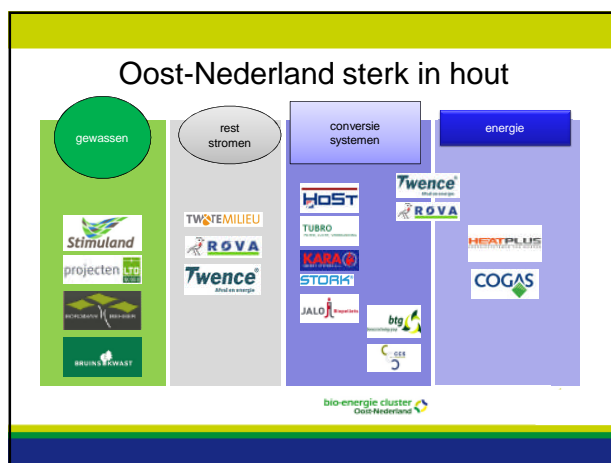 Oost-Nederland sterk in hout
gewassen
rest
stromen
conversie
systemen
energie
Stimuland
projecten LTO
BRUINS KWAST
TWENTEMILIEU
ROVA
Twence
Afval en energie
HoSt
TUBRO
KARA
STORK
JALO
Twence
Afval en energie
ROVA
btg
HEATPLUS
COGAS
bio-energie cluster
Oost-Nederland